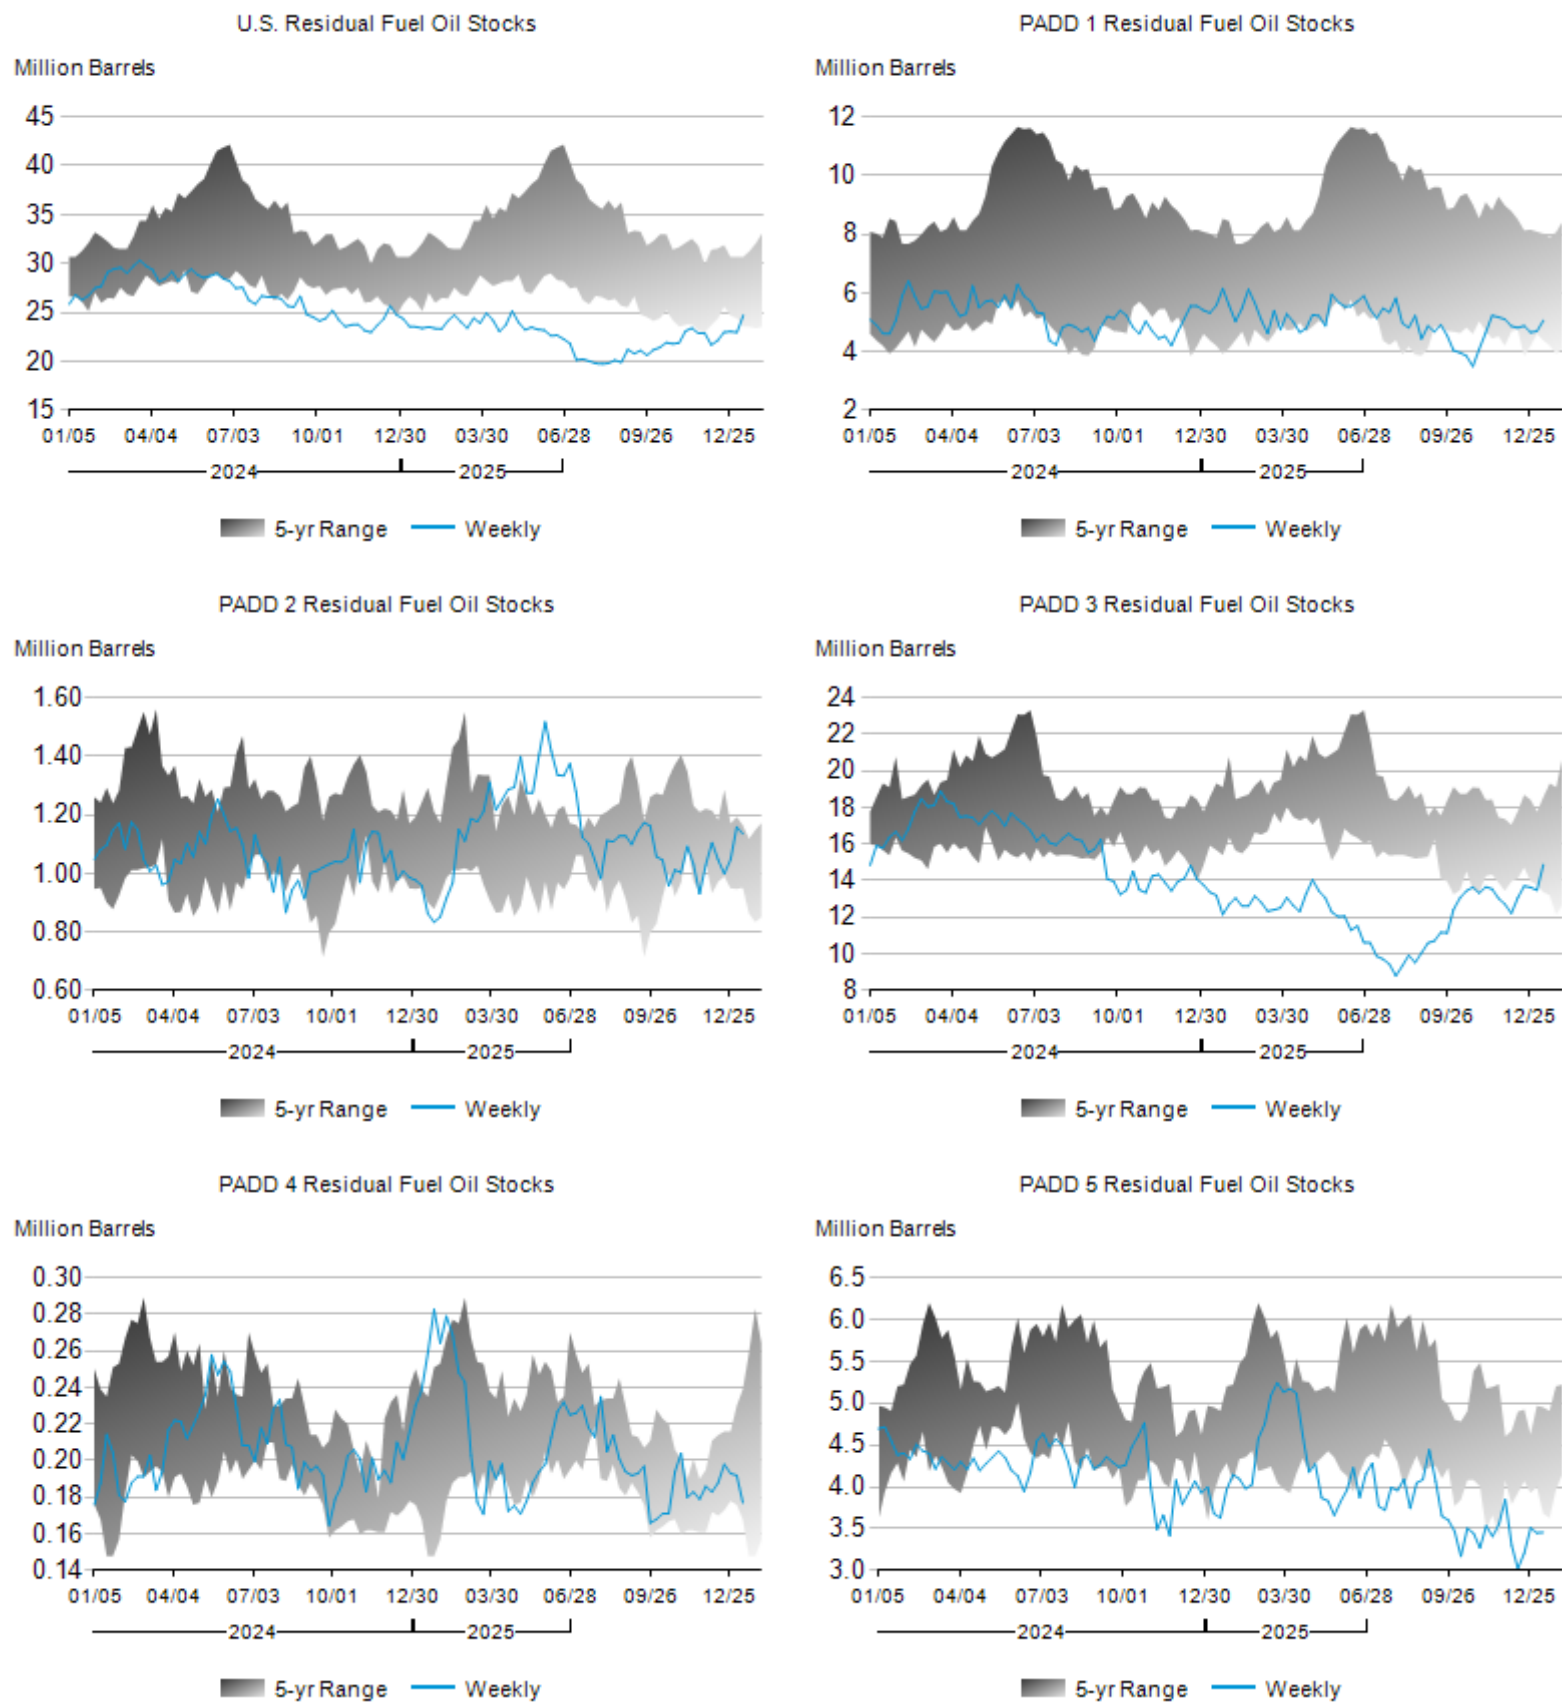 U.S. Residual Fuel Oil Stocks
Million Barrels
45
40
35
30
25
20
15
01/05 04/04 07/03 10/01 12/30 03/30 06/28 09/26 12/25
2024 2025
5-yr Range Weekly
PADD 1 Residual Fuel Oil Stocks
Million Barrels
12
10
8
6
4
2
01/05 04/04 07/03 10/01 12/30 03/30 06/28 09/26 12/25
2024 2025
5-yr Range Weekly
PADD 2 Residual Fuel Oil Stocks
Million Barrels
1.60
1.40
1.20
1.00
0.80
0.60
01/05 04/04 07/03 10/01 12/30 03/30 06/28 09/26 12/25
2024 2025
5-yr Range Weekly
PADD 3 Residual Fuel Oil Stocks
Million Barrels
24
22
20
18
16
14
12
10
8
01/05 04/04 07/03 10/01 12/30 03/30 06/28 09/26 12/25
2024 2025
5-yr Range Weekly
PADD 4 Residual Fuel Oil Stocks
Million Barrels
0.30
0.28
0.26
0.24
0.22
0.20
0.18
0.16
0.14
01/05 04/04 07/03 10/01 12/30 03/30 06/28 09/26 12/25
2024 2025
5-yr Range Weekly
PADD 5 Residual Fuel Oil Stocks
Million Barrels
6.5
6.0
5.5
5.0
4.5
4.0
3.5
3.0
01/05 04/04 07/03 10/01 12/30 03/30 06/28 09/26 12/25
2024 2025
5-yr Range Weekly